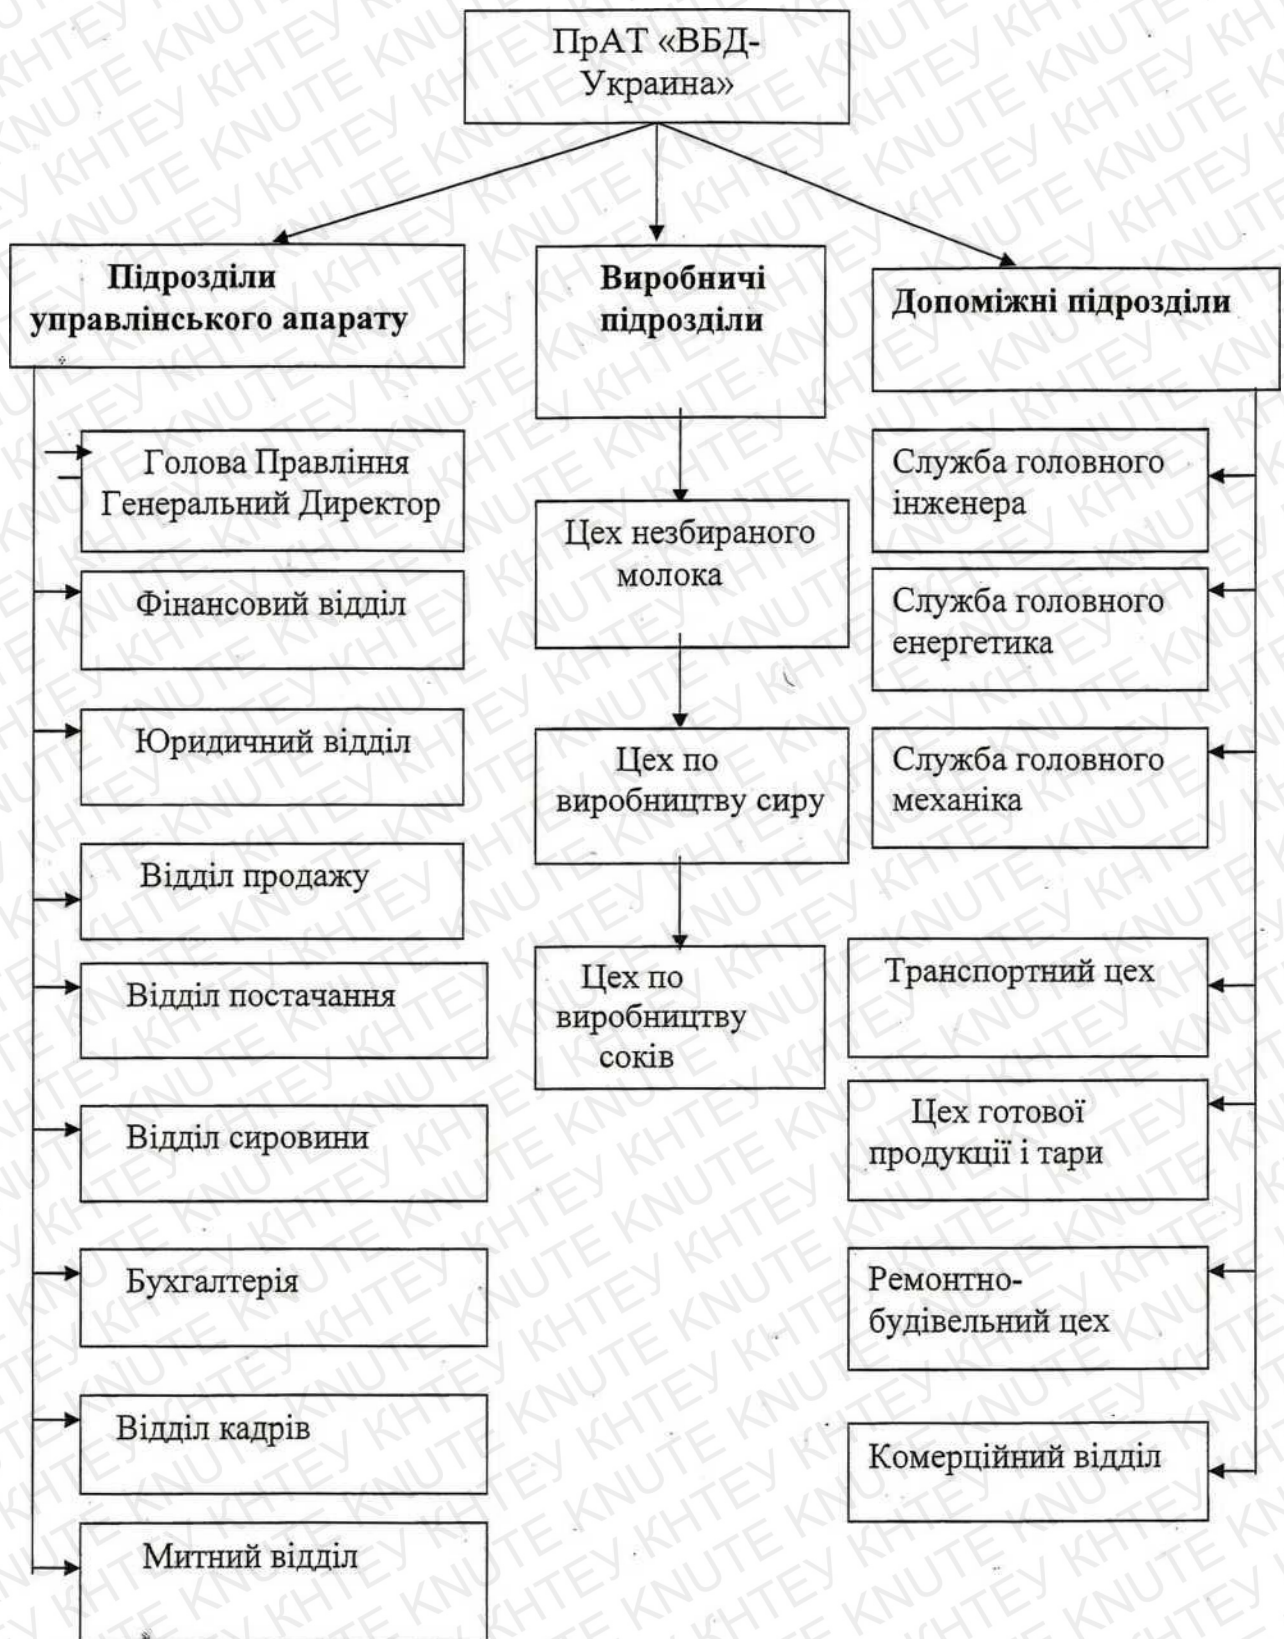 ПрАТ «ВБД-
Украина»
Підрозділи
управлінського апарату
Виробничі
підрозділи
Допоміжні підрозділи
Голова Правління
Генеральний Директор
Фінансовий відділ
Юридичний відділ
Відділ продажу
Відділ постачання
Відділ сировини
Бухгалтерія
Відділ кадрів
Митний відділ
Цех незбираного
молока
Цех по
виробництву сиру
Цех по
виробництву
соків
Служба головного
інженера
Служба головного
енергетика
Служба головного
механіка
Транспортний цех
Цех готової
продукції і тари
Ремонтно-
будівельний цех
Комерційний відділ